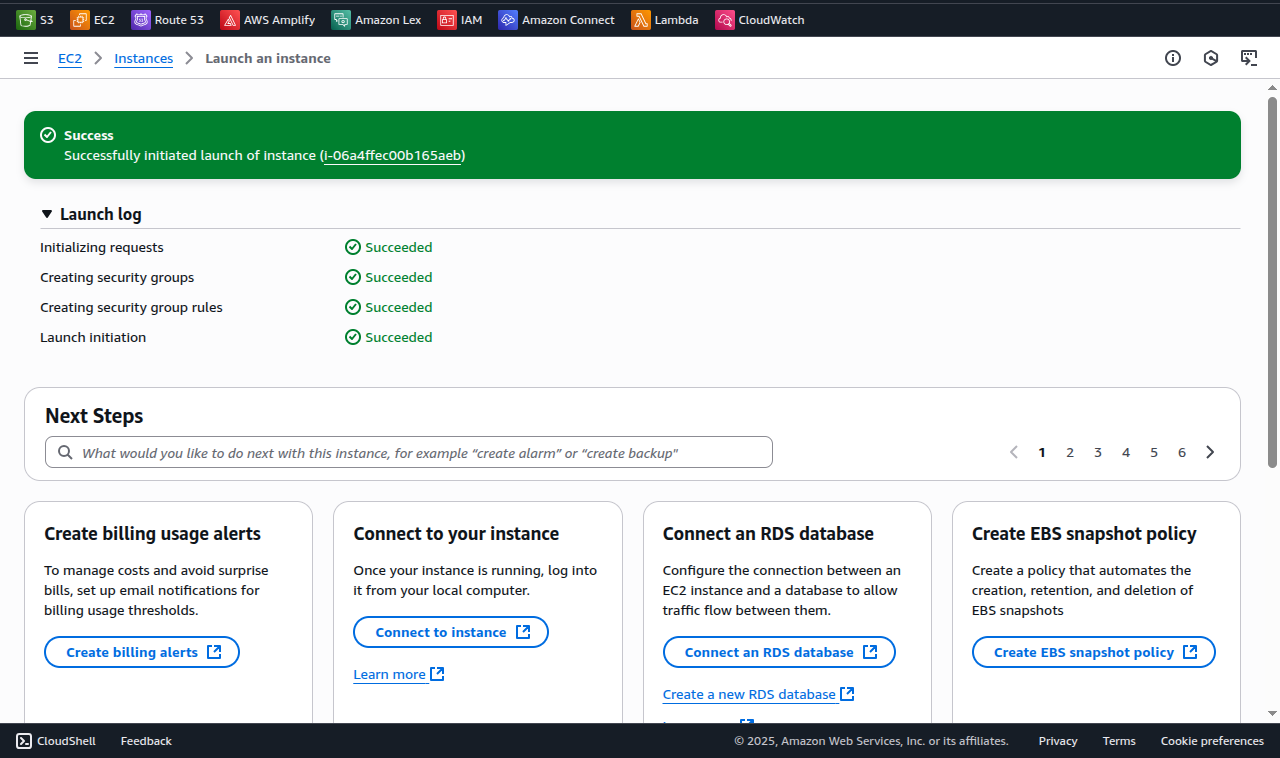 S3 EC2 Route 53 AWS Amplify Amazon Lex IAM Amazon Connect Lambda CloudWatch
EC2 Instances Launch an instance
Success
Successfully initiated launch of instance (i-06a4ffec00b165aeb)
Launch log
Initializing requests Succeeded
Creating security groups Succeeded
Creating security group rules Succeeded
Launch initiation Succeeded
Next Steps
What would you like to do next with this instance, for example “create alarm” or “create backup” 1 2 3 4 5 6
Create billing usage alerts
To manage costs and avoid surprise
bills, set up email notifications for
billing usage thresholds.
Create billing alerts
Connect to your instance
Once your instance is running, log into
it from your local computer.
Connect to instance
Learn more
Connect an RDS database
Configure the connection between an
EC2 instance and a database to allow
traffic flow between them.
Connect an RDS database
Create a new RDS database
Create EBS snapshot policy
Create a policy that automates the
creation, retention, and deletion of
EBS snapshots
Create EBS snapshot policy
CloudShell Feedback © 2025, Amazon Web Services, Inc. or its affiliates. Privacy Terms Cookie preferences